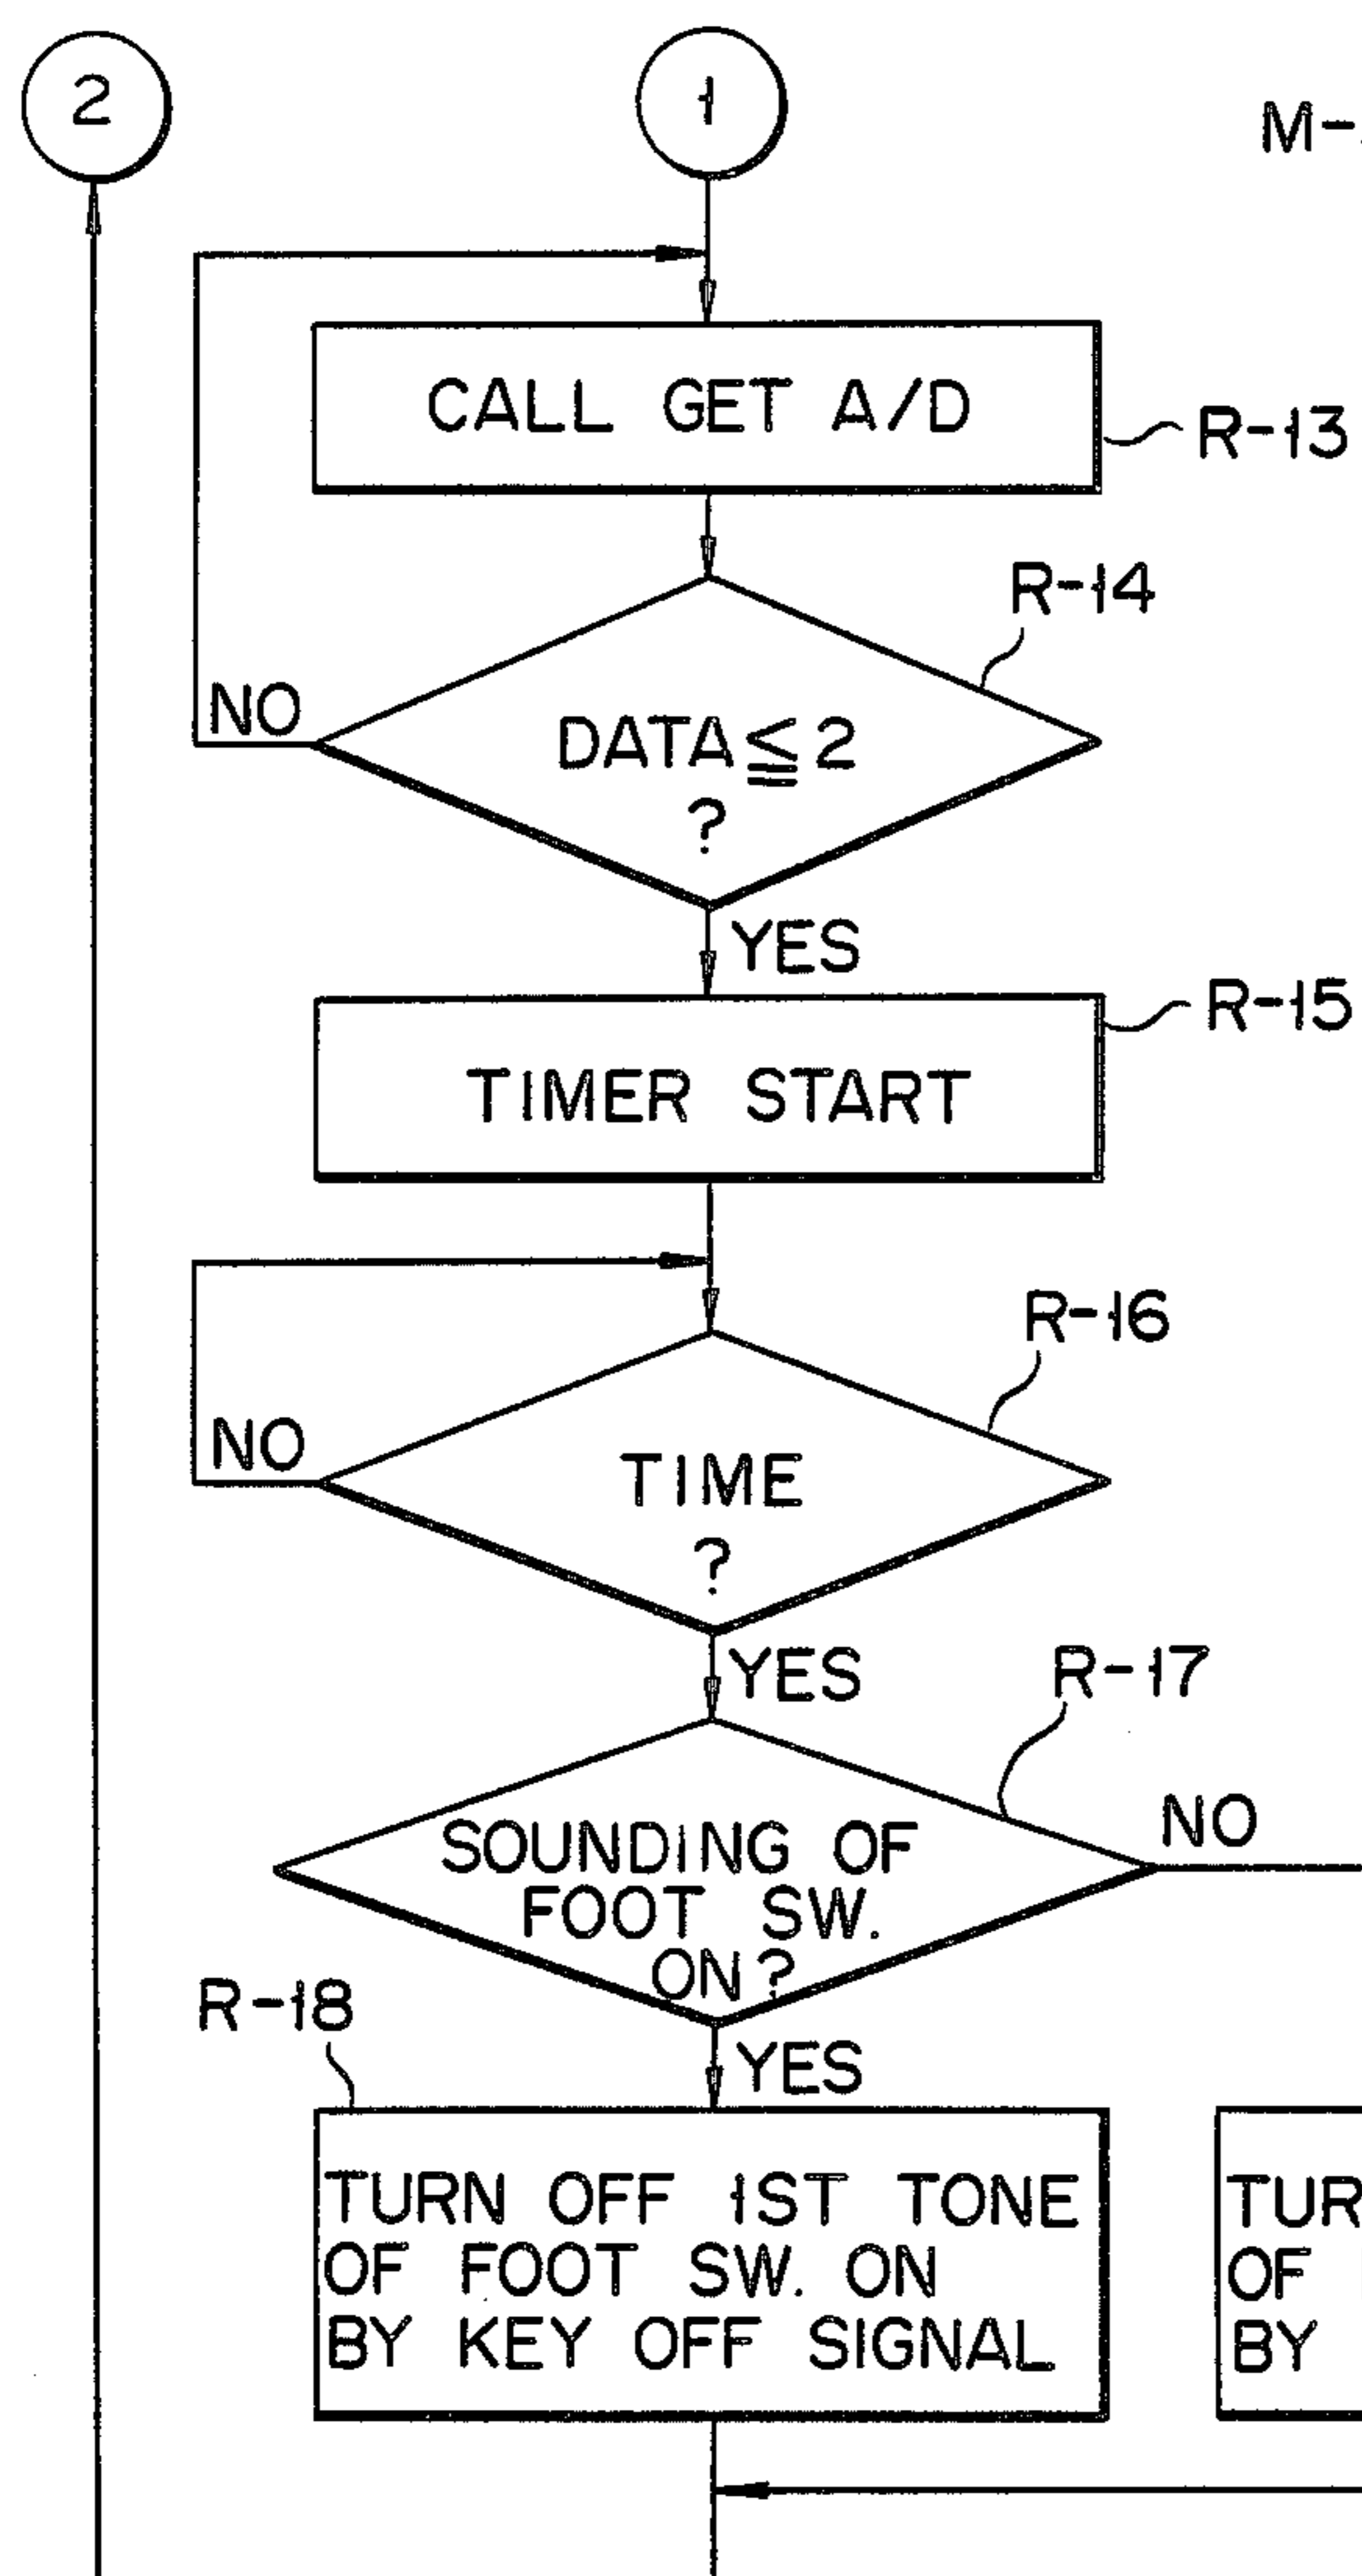 2
1
M-
CALL GET A/D
R-13
R-14
NO
DATA≦2
?
YES
R-15
TIMER START
R-16
NO
TIME
?
YES
R-17
NO
SOUNDING OF
FOOT SW.
ON?
R-18
YES
TURN OFF 1ST TONE
OF FOOT SW. ON
BY KEY OFF SIGNAL
TUR
OF
BY